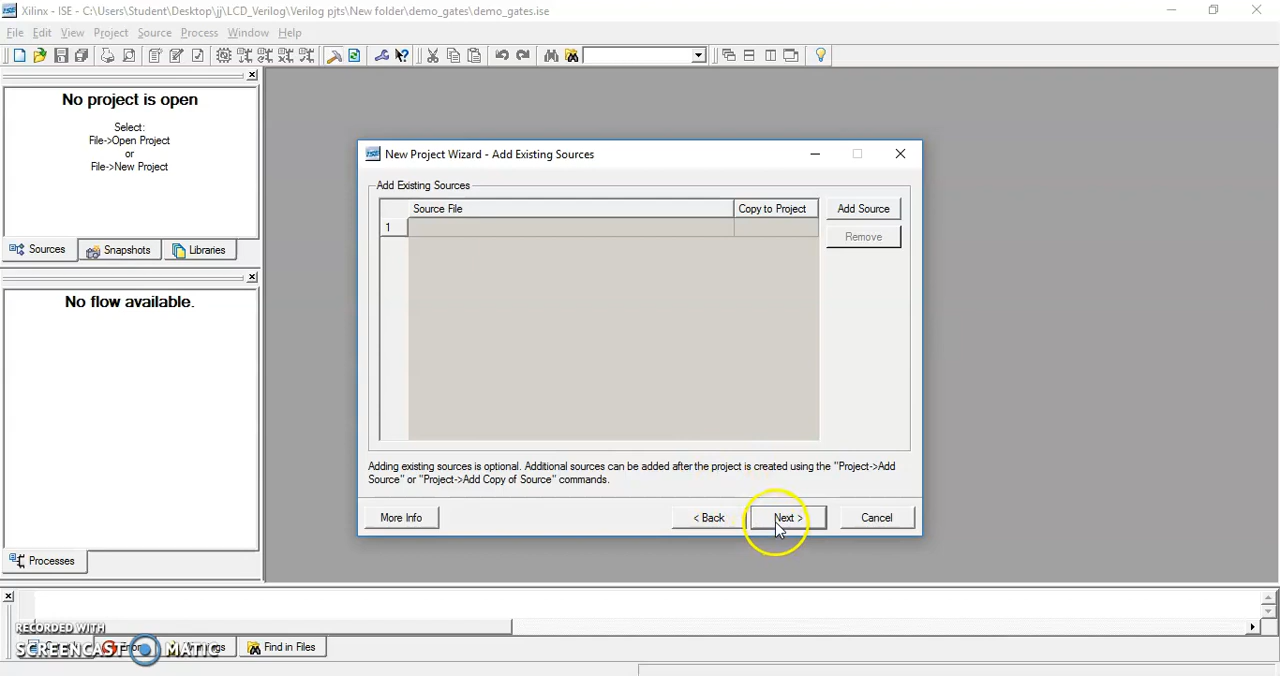 Xilinx - ISE - C:\Users\Student\Desktop\jj\LCD_Verilog\Verilog pjts\New folder\demo_gates\demo_gates.ise
File Edit View Project Source Process Window Help
No project is open
Select:
File->Open Project
or
File->New Project
Sources Snapshots Libraries
No flow available.
Processes
New Project Wizard - Add Existing Sources
Add Existing Sources
Source File Copy to Project
1
Add Source
Remove
Adding existing sources is optional. Additional sources can be added after the project is created using the "Project->Add
Source" or "Project->Add Copy of Source" commands.
More Info < Back Next > Cancel
Find in Files
RECORDED WITH
SCREENCAST MATIC